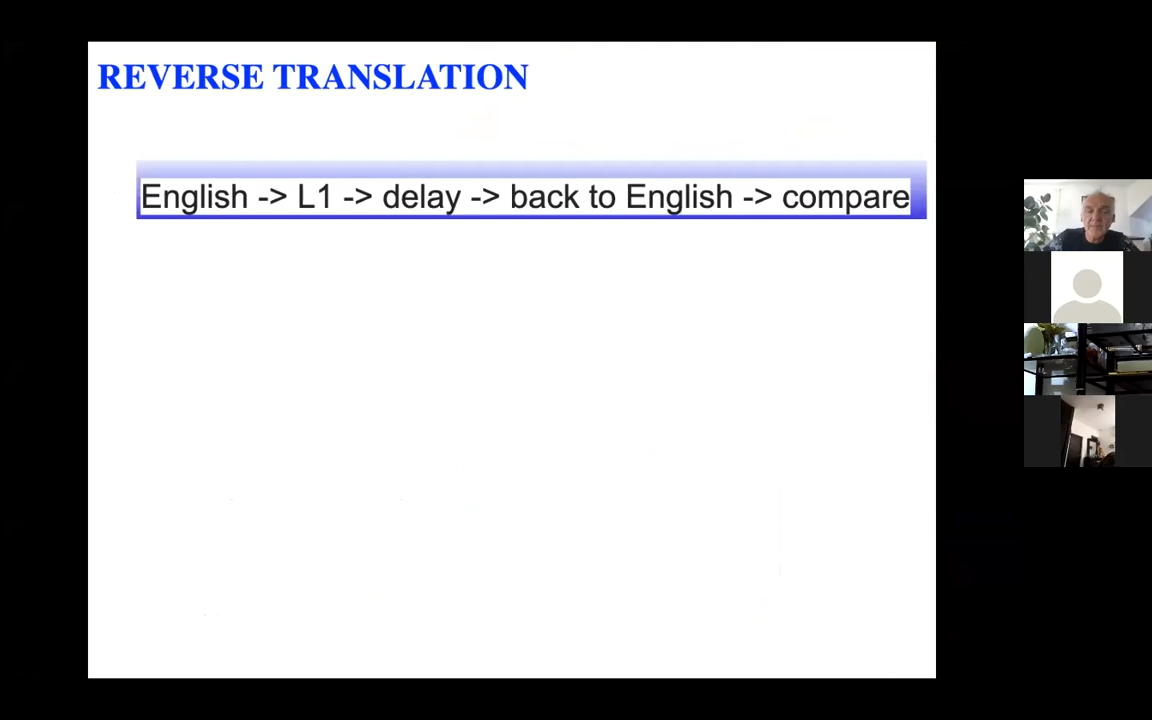 REVERSE TRANSLATION
English -> L1 -> delay -> back to English -> compare